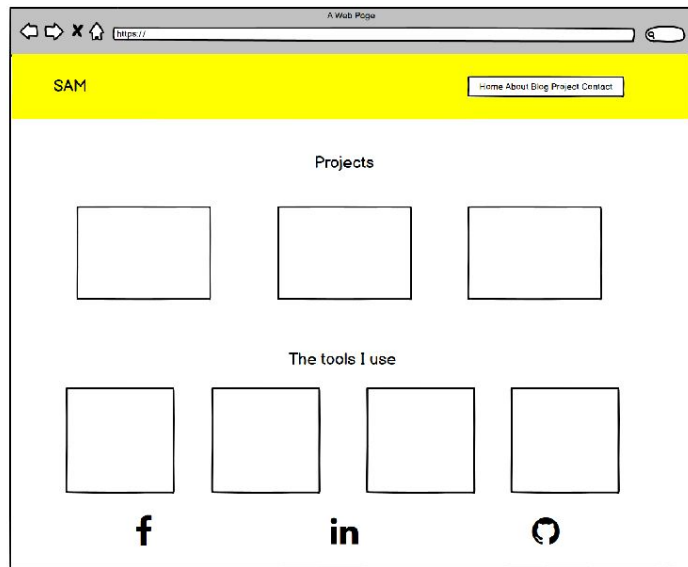 A Web Page
https://
SAM
Home About Blog Project Contact
Projects
The tools I use
f
in